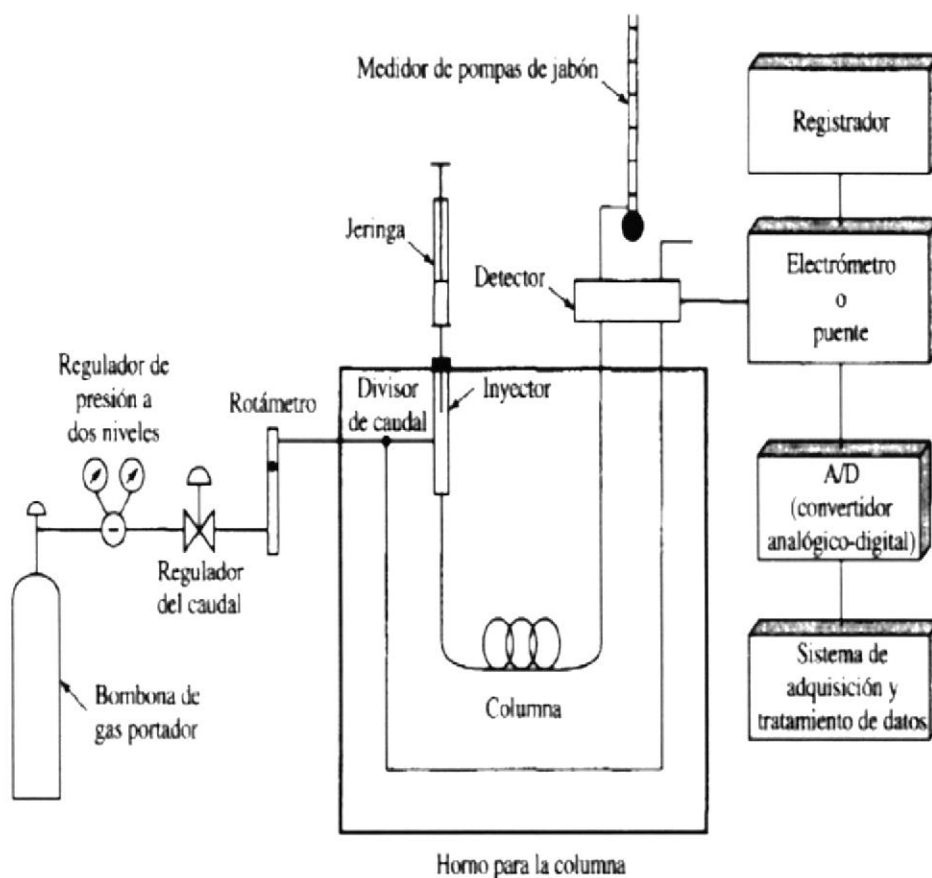 Medidor de pompas de jabón
Registrador
Jeringa
Electrómetro
o
puente
Detector
Regulador de
presión a
dos niveles
Rotámetro
Divisor
de caudal
Inyector
A/D
(convertidor
analógico-digital)
Regulador
del caudal
Bombona de
gas portador
Columna
Sistema de
adquisición y
tratamiento de datos
Horno para la columna